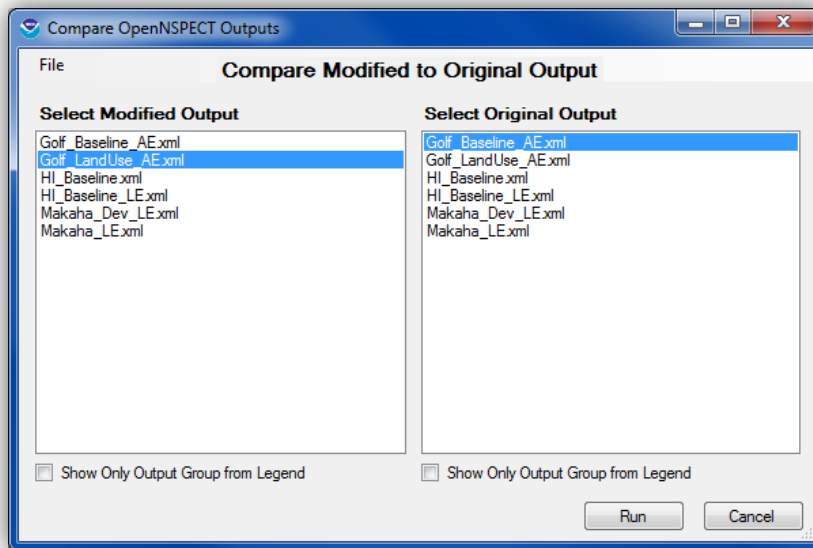 Compare OpenNSPECT Outputs
File
Compare Modified to Original Output
Select Modified Output
Golf_Baseline_AE.xml
Golf_LandUse_AE.xml
HI_Baseline.xml
HI_Baseline_LE.xml
Makaha_Dev_LE.xml
Makaha_LE.xml
Show Only Output Group from Legend
Select Original Output
Golf_Baseline_AE.xml
Golf_LandUse_AE.xml
HI_Baseline.xml
HI_Baseline_LE.xml
Makaha_Dev_LE.xml
Makaha_LE.xml
Show Only Output Group from Legend
Run
Cancel